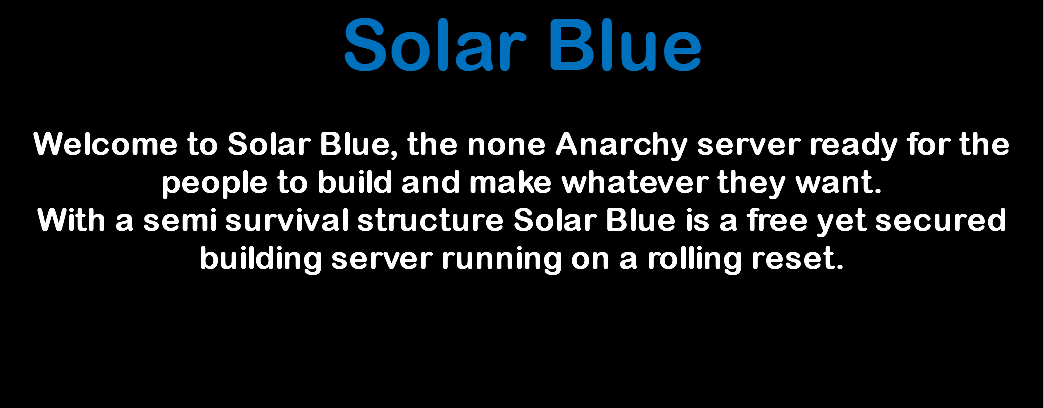 Solar Blue
Welcome to Solar Blue, the none Anarchy server ready for the
people to build and make whatever they want.
With a semi survival structure Solar Blue is a free yet secured
building server running on a rolling reset.